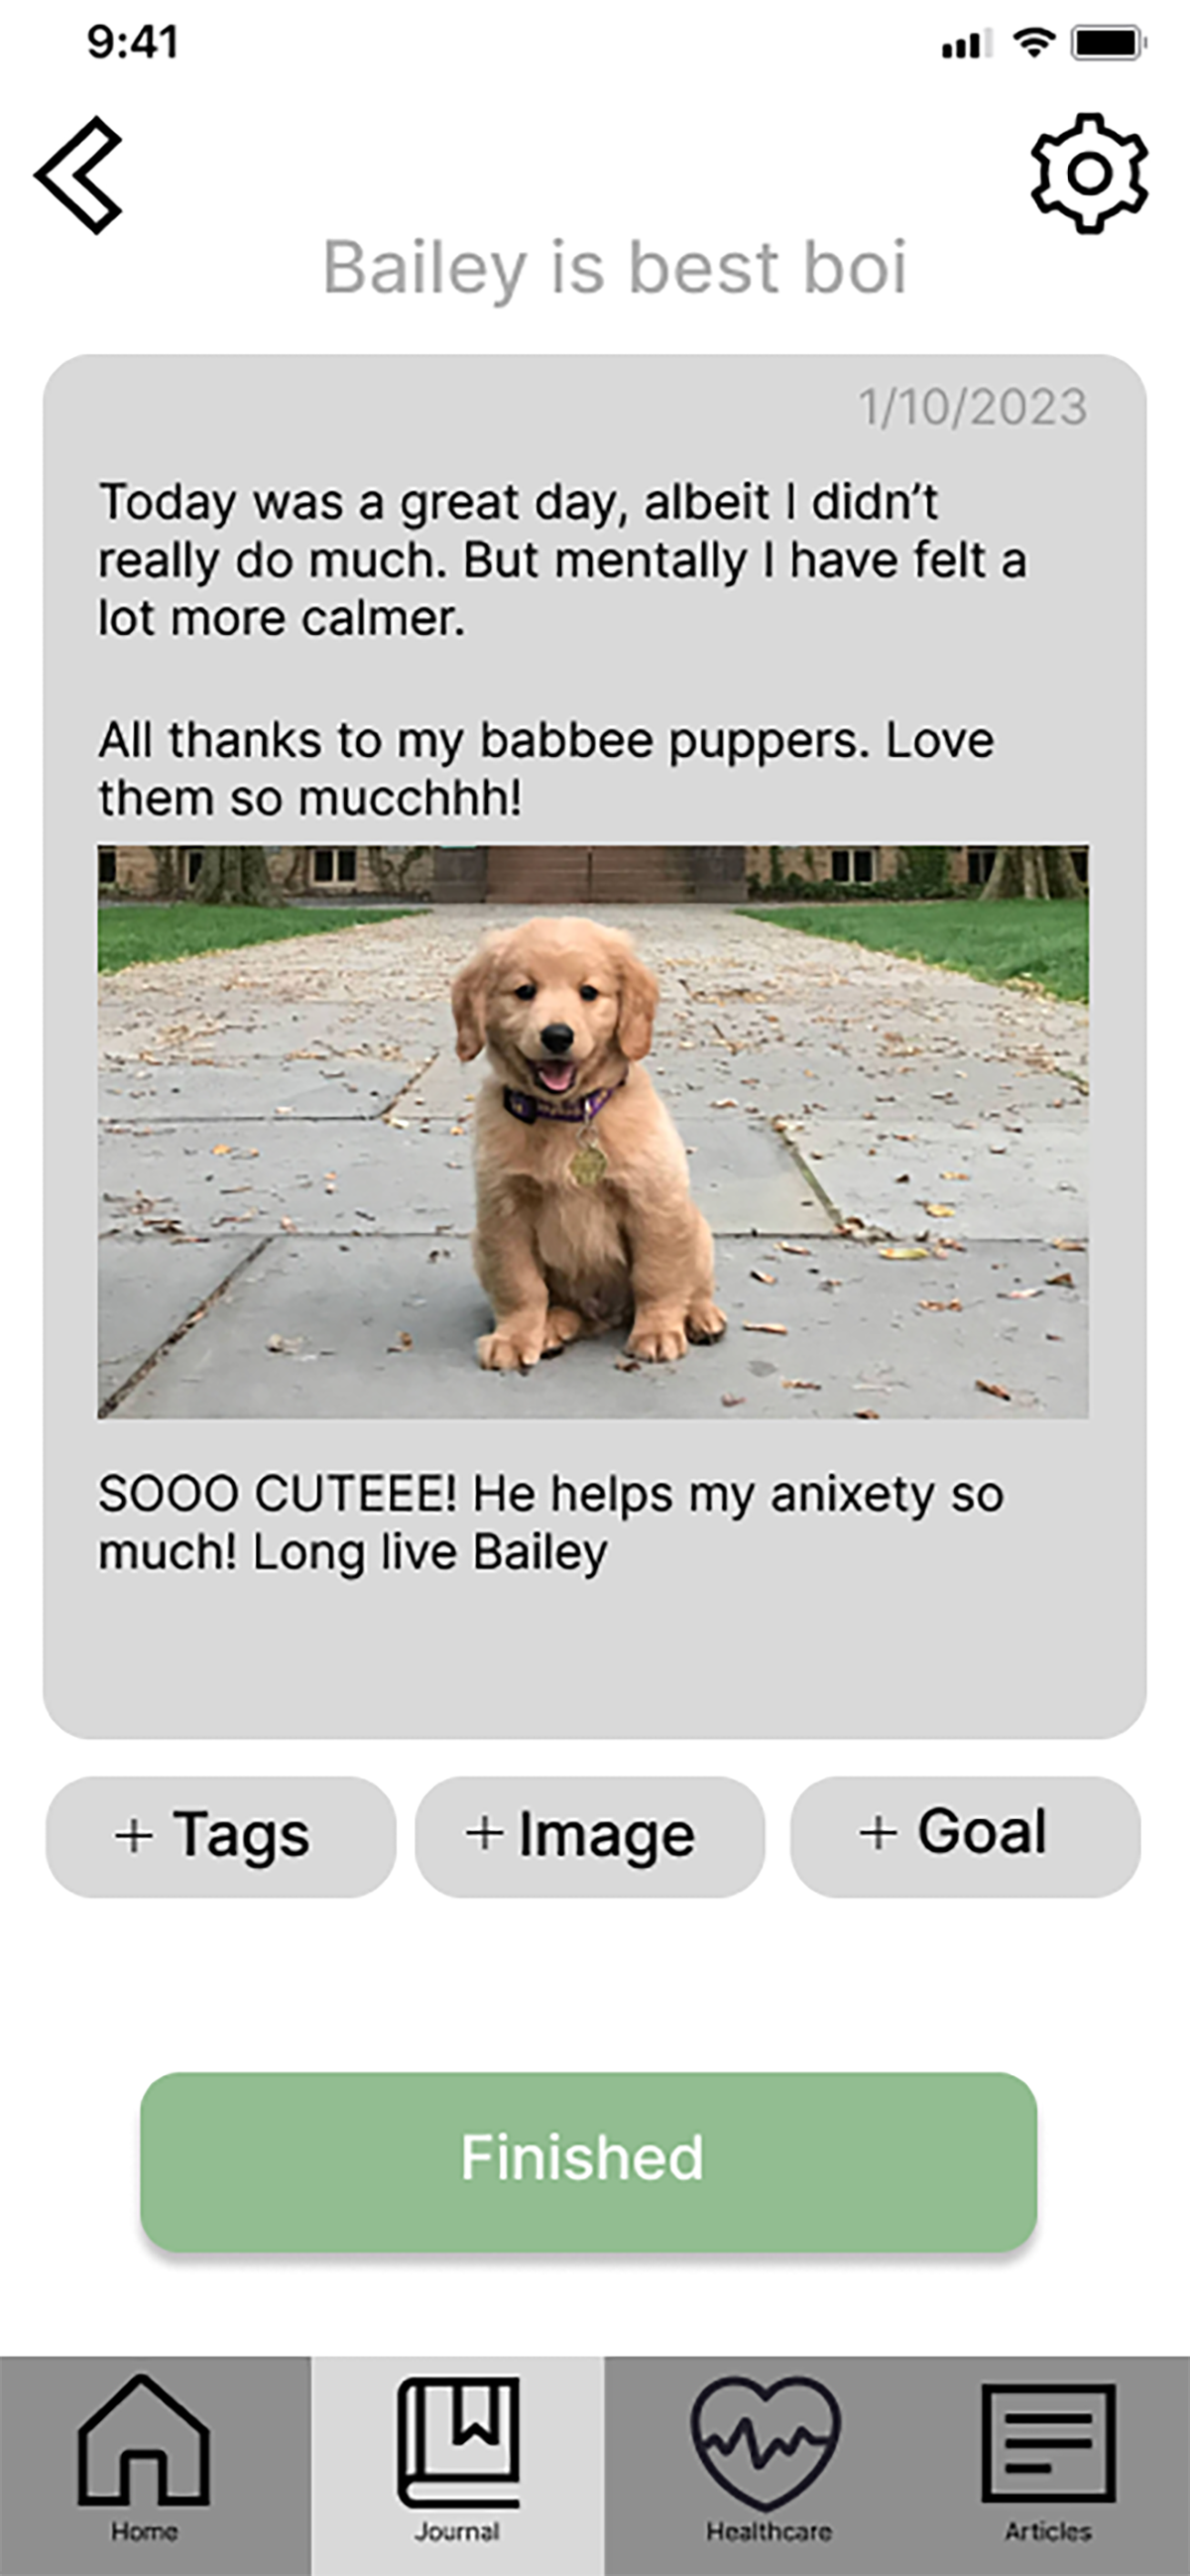 9:41
Bailey is best boi
1/10/2023
Today was a great day, albeit I didn’t
really do much. But mentally I have felt a
lot more calmer.
All thanks to my babbee puppers. Love
them so mucchhh!
SOOO CUTEEE! He helps my anixety so
much! Long live Bailey
+ Tags
+ Image
+ Goal
Finished
Home
Journal
Healthcare
Articles